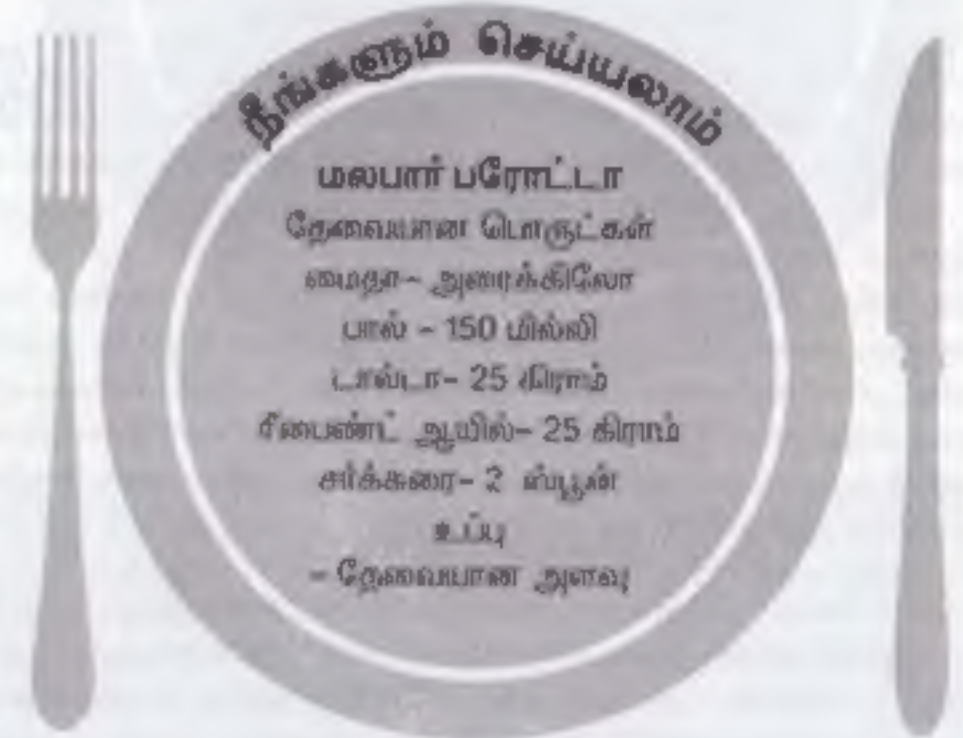 நீங்களும் செய்யலாம்
மலபார் பரோட்டா
தேவையான பொருட்கள்
மைதா- அரைக்கிலோ
பால் - 150 மில்லி
டால்டா- 25 கிராம்
ரீபைண்ட் ஆயில்- 25 கிராம்
சர்க்கரை- 2 ஸ்பூன்
உப்பு
- தேவையான அளவு